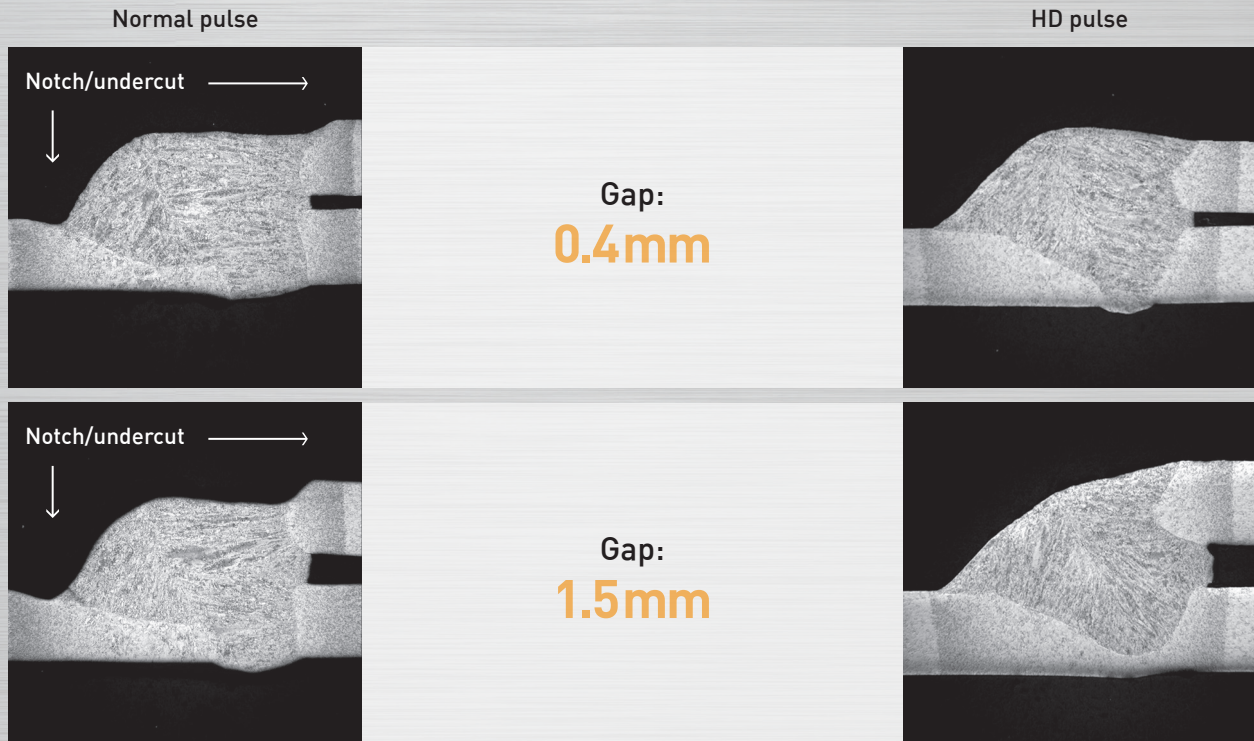 Normal pulse
HD pulse
Notch/undercut
Gap:
0.4mm
Notch/undercut
Gap:
1.5mm